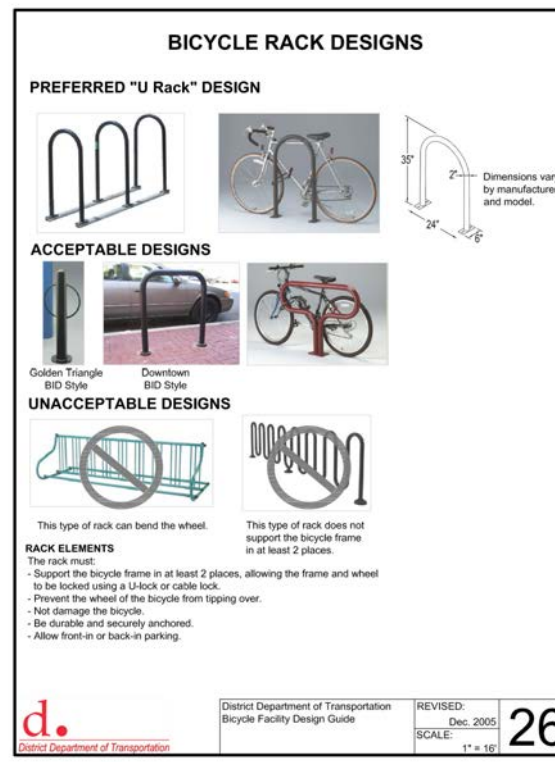 BICYCLE RACK DESIGNS
PREFERRED "U Rack" DESIGN
35"
2"
24"
6"
Dimensions var
by manufacture
and model.
ACCEPTABLE DESIGNS
Golden Triangle
BID Style
Downtown
BID Style
UNACCEPTABLE DESIGNS
This type of rack can bend the wheel.
This type of rack does not
support the bicycle frame
in at least 2 places.
RACK ELEMENTS
The rack must:
- Support the bicycle frame in at least 2 places, allowing the frame and wheel
to be locked using a U-lock or cable lock.
- Prevent the wheel of the bicycle from tipping over.
- Not damage the bicycle.
- Be durable and securely anchored.
- Allow front-in or back-in parking.
d.
District Department of Transportation
District Department of Transportation
Bicycle Facility Design Guide
REVISED:
Dec. 2005
SCALE:
1" = 16'
26